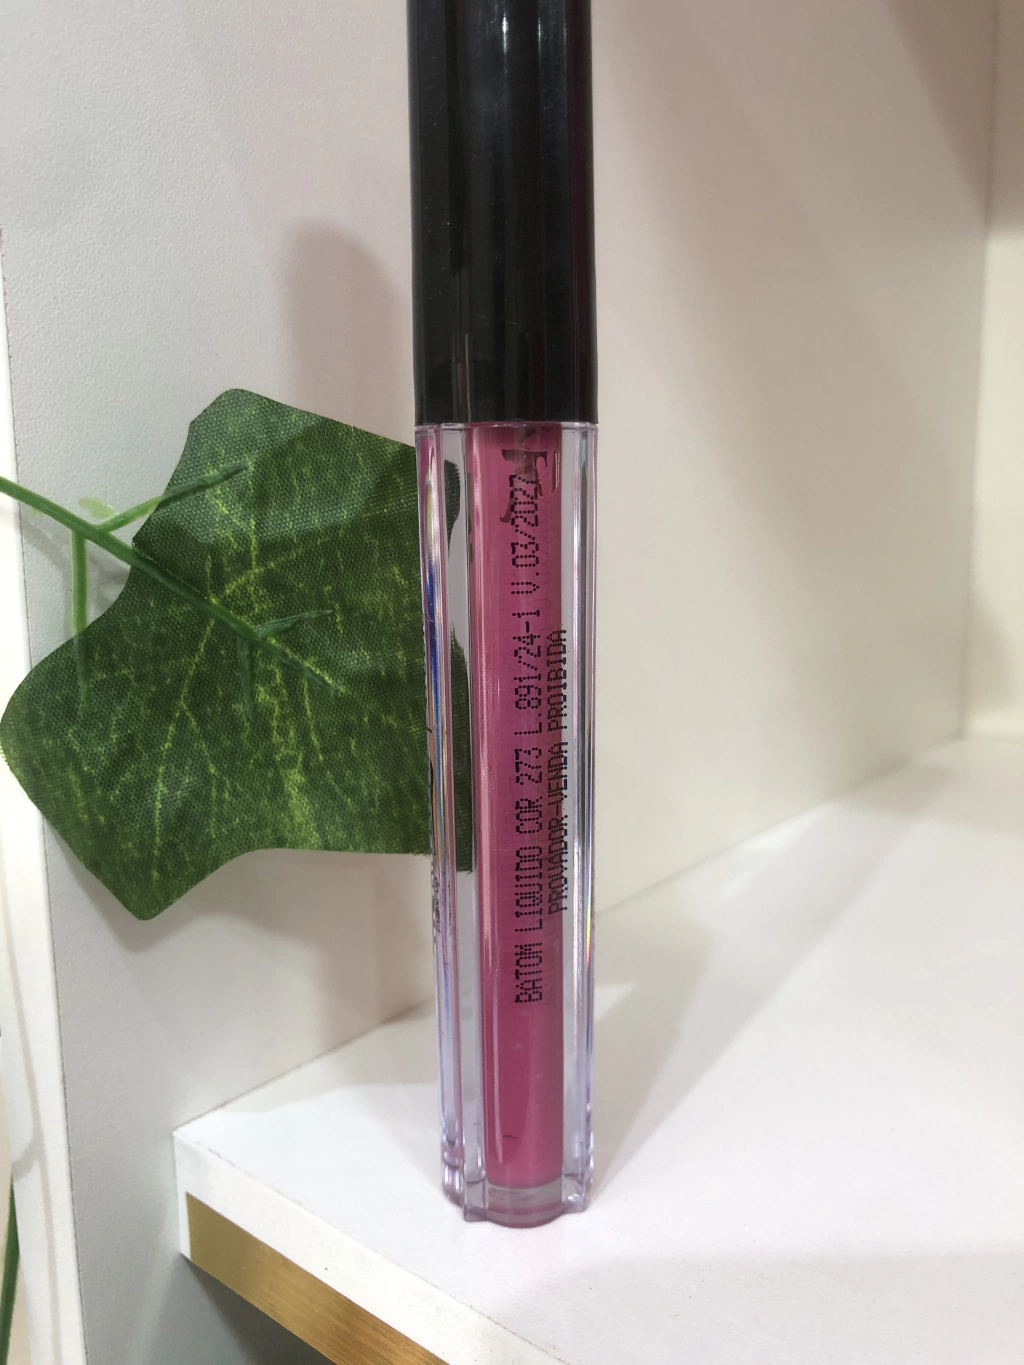 BATOM LIQUIDO COR 273 L.891/24-1 V.03/2027
PROVADOR-VENDA PROIBIDA